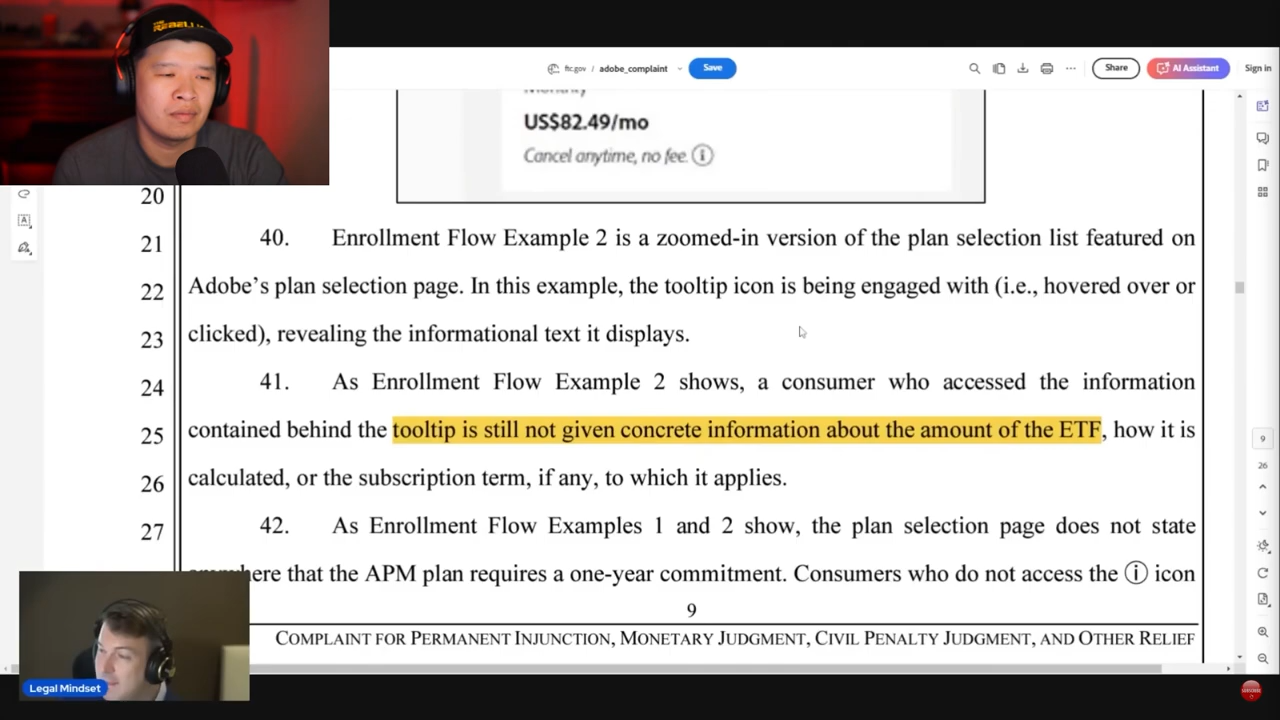 THE
REBELL
ftc.gov / adobe_complaint
Save
Share
AI Assistant
Sign in
Monthly
US$82.49/mo
Cancel anytime, no fee. ⓘ
20
21 40. Enrollment Flow Example 2 is a zoomed-in version of the plan selection list featured on
22 Adobe’s plan selection page. In this example, the tooltip icon is being engaged with (i.e., hovered over or
23 clicked), revealing the informational text it displays.
24 41. As Enrollment Flow Example 2 shows, a consumer who accessed the information
25 contained behind the tooltip is still not given concrete information about the amount of the ETF, how it is
26 calculated, or the subscription term, if any, to which it applies.
27 42. As Enrollment Flow Examples 1 and 2 show, the plan selection page does not state
anywhere that the APM plan requires a one-year commitment. Consumers who do not access the ⓘ icon
9
COMPLAINT FOR PERMANENT INJUNCTION, MONETARY JUDGMENT, CIVIL PENALTY JUDGMENT, AND OTHER RELIEF
9
26
Legal Mindset